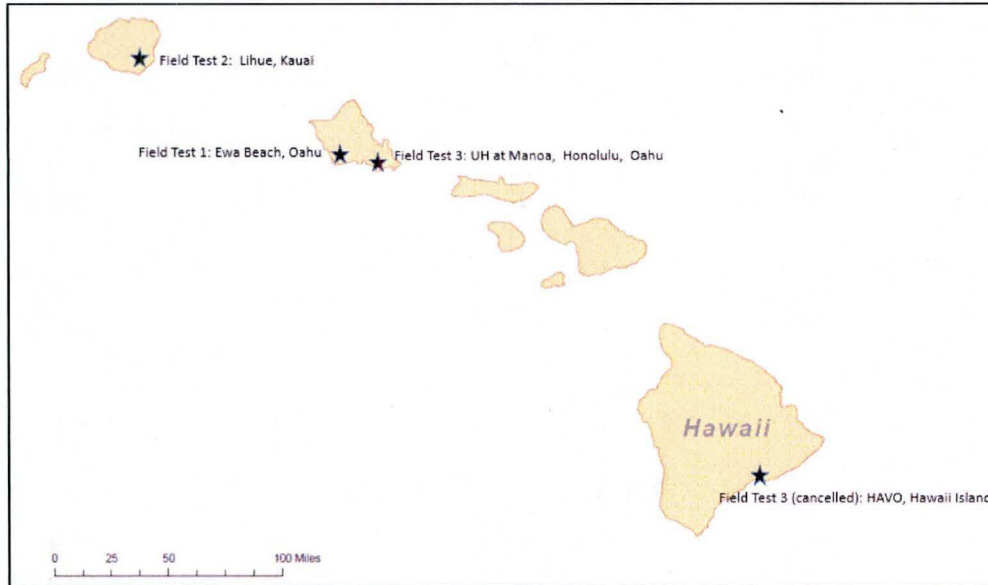 Field Test 2: Lihue, Kauai
Field Test 1: Ewa Beach, Oahu
Field Test 3: UH at Manoa, Honolulu, Oahu
Hawaii
Field Test 3 (cancelled): HAVO, Hawaii Island
0 25 50 100 Miles